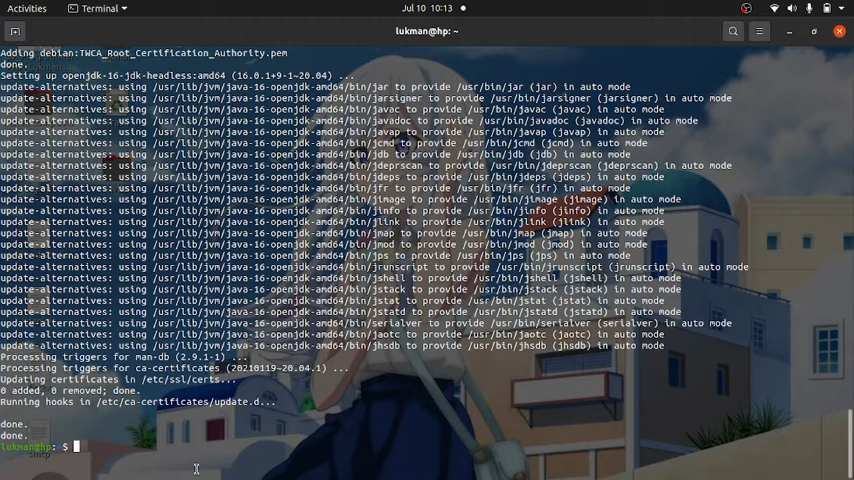 Activities
Terminal
Jul 10 10:13
lukman@hp: ~
Adding debian:TWCA_Root_Certification_Authority.pem
done.
Setting up openjdk-16-jdk-headless:amd64 (16.0.1+9-1~20.04) ...
update-alternatives: using /usr/lib/jvm/java-16-openjdk-amd64/bin/jar to provide /usr/bin/jar (jar) in auto mode
update-alternatives: using /usr/lib/jvm/java-16-openjdk-amd64/bin/jarsigner to provide /usr/bin/jarsigner (jarsigner) in auto mode
update-alternatives: using /usr/lib/jvm/java-16-openjdk-amd64/bin/javac to provide /usr/bin/javac (javac) in auto mode
update-alternatives: using /usr/lib/jvm/java-16-openjdk-amd64/bin/javadoc to provide /usr/bin/javadoc (javadoc) in auto mode
update-alternatives: using /usr/lib/jvm/java-16-openjdk-amd64/bin/javap to provide /usr/bin/javap (javap) in auto mode
update-alternatives: using /usr/lib/jvm/java-16-openjdk-amd64/bin/jcmd to provide /usr/bin/jcmd (jcmd) in auto mode
update-alternatives: using /usr/lib/jvm/java-16-openjdk-amd64/bin/jdb to provide /usr/bin/jdb (jdb) in auto mode
update-alternatives: using /usr/lib/jvm/java-16-openjdk-amd64/bin/jdeprscan to provide /usr/bin/jdeprscan (jdeprscan) in auto mode
update-alternatives: using /usr/lib/jvm/java-16-openjdk-amd64/bin/jdeps to provide /usr/bin/jdeps (jdeps) in auto mode
update-alternatives: using /usr/lib/jvm/java-16-openjdk-amd64/bin/jfr to provide /usr/bin/jfr (jfr) in auto mode
update-alternatives: using /usr/lib/jvm/java-16-openjdk-amd64/bin/jimage to provide /usr/bin/jimage (jimage) in auto mode
update-alternatives: using /usr/lib/jvm/java-16-openjdk-amd64/bin/jinfo to provide /usr/bin/jinfo (jinfo) in auto mode
update-alternatives: using /usr/lib/jvm/java-16-openjdk-amd64/bin/jlink to provide /usr/bin/jlink (jlink) in auto mode
update-alternatives: using /usr/lib/jvm/java-16-openjdk-amd64/bin/jmap to provide /usr/bin/jmap (jmap) in auto mode
update-alternatives: using /usr/lib/jvm/java-16-openjdk-amd64/bin/jmod to provide /usr/bin/jmod (jmod) in auto mode
update-alternatives: using /usr/lib/jvm/java-16-openjdk-amd64/bin/jps to provide /usr/bin/jps (jps) in auto mode
update-alternatives: using /usr/lib/jvm/java-16-openjdk-amd64/bin/jrunscript to provide /usr/bin/jrunscript (jrunscript) in auto mode
update-alternatives: using /usr/lib/jvm/java-16-openjdk-amd64/bin/jshell to provide /usr/bin/jshell (jshell) in auto mode
update-alternatives: using /usr/lib/jvm/java-16-openjdk-amd64/bin/jstack to provide /usr/bin/jstack (jstack) in auto mode
update-alternatives: using /usr/lib/jvm/java-16-openjdk-amd64/bin/jstat to provide /usr/bin/jstat (jstat) in auto mode
update-alternatives: using /usr/lib/jvm/java-16-openjdk-amd64/bin/jstatd to provide /usr/bin/jstatd (jstatd) in auto mode
update-alternatives: using /usr/lib/jvm/java-16-openjdk-amd64/bin/serialver to provide /usr/bin/serialver (serialver) in auto mode
update-alternatives: using /usr/lib/jvm/java-16-openjdk-amd64/bin/jaotc to provide /usr/bin/jaotc (jaotc) in auto mode
update-alternatives: using /usr/lib/jvm/java-16-openjdk-amd64/bin/jhsdb to provide /usr/bin/jhsdb (jhsdb) in auto mode
Processing triggers for man-db (2.9.1-1) ...
Processing triggers for ca-certificates (20210119~20.04.1) ...
Updating certificates in /etc/ssl/certs...
0 added, 0 removed; done.
Running hooks in /etc/ca-certificates/update.d...
done.
done.
lukman@hp:~$
smtp